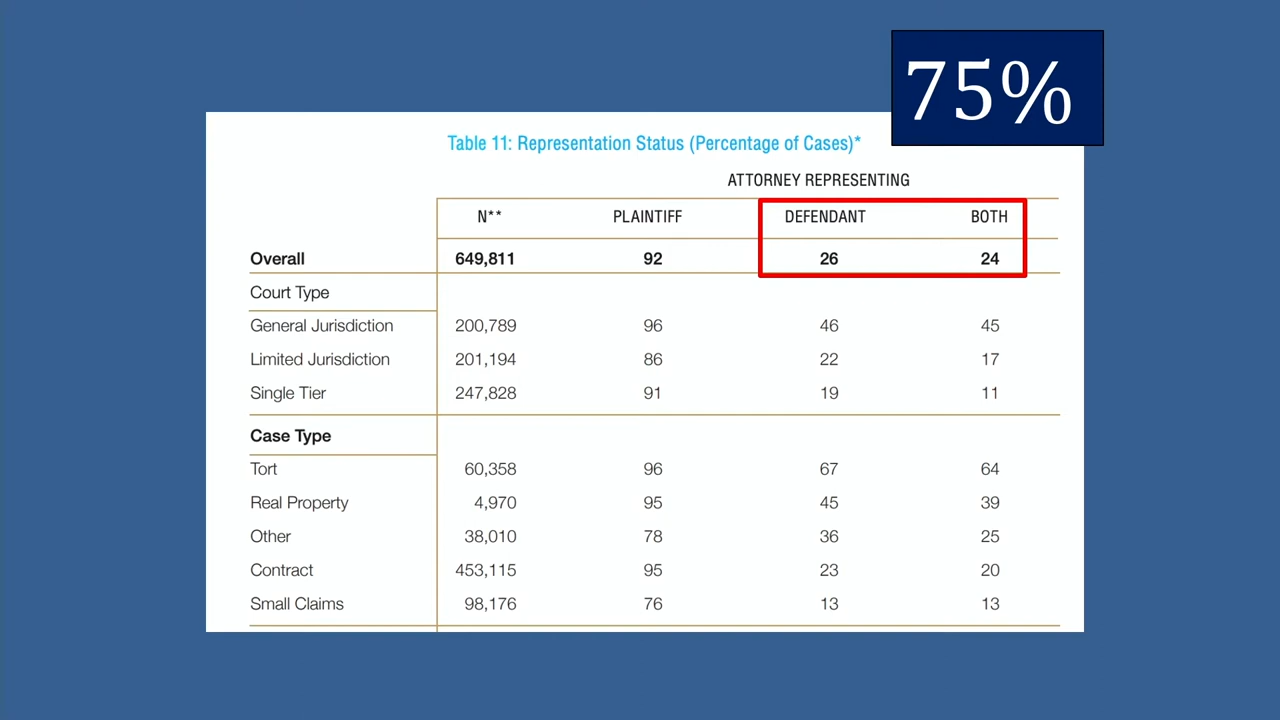 75%
Table 11: Representation Status (Percentage of Cases)*
ATTORNEY REPRESENTING
N** PLAINTIFF DEFENDANT BOTH
Overall 649,811 92 26 24
Court Type
General Jurisdiction 200,789 96 46 45
Limited Jurisdiction 201,194 86 22 17
Single Tier 247,828 91 19 11
Case Type
Tort 60,358 96 67 64
Real Property 4,970 95 45 39
Other 38,010 78 36 25
Contract 453,115 95 23 20
Small Claims 98,176 76 13 13